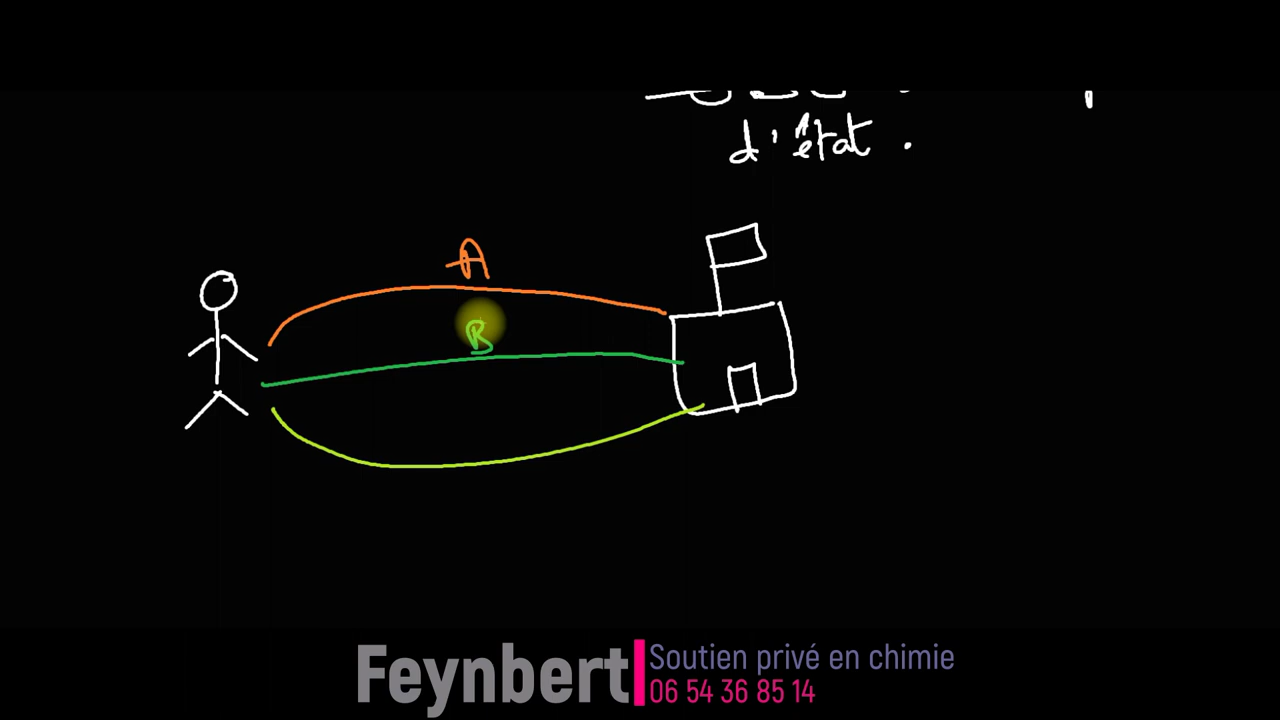 d'état .
A
B
Feynbert
Soutien privé en chimie
06 54 36 85 14